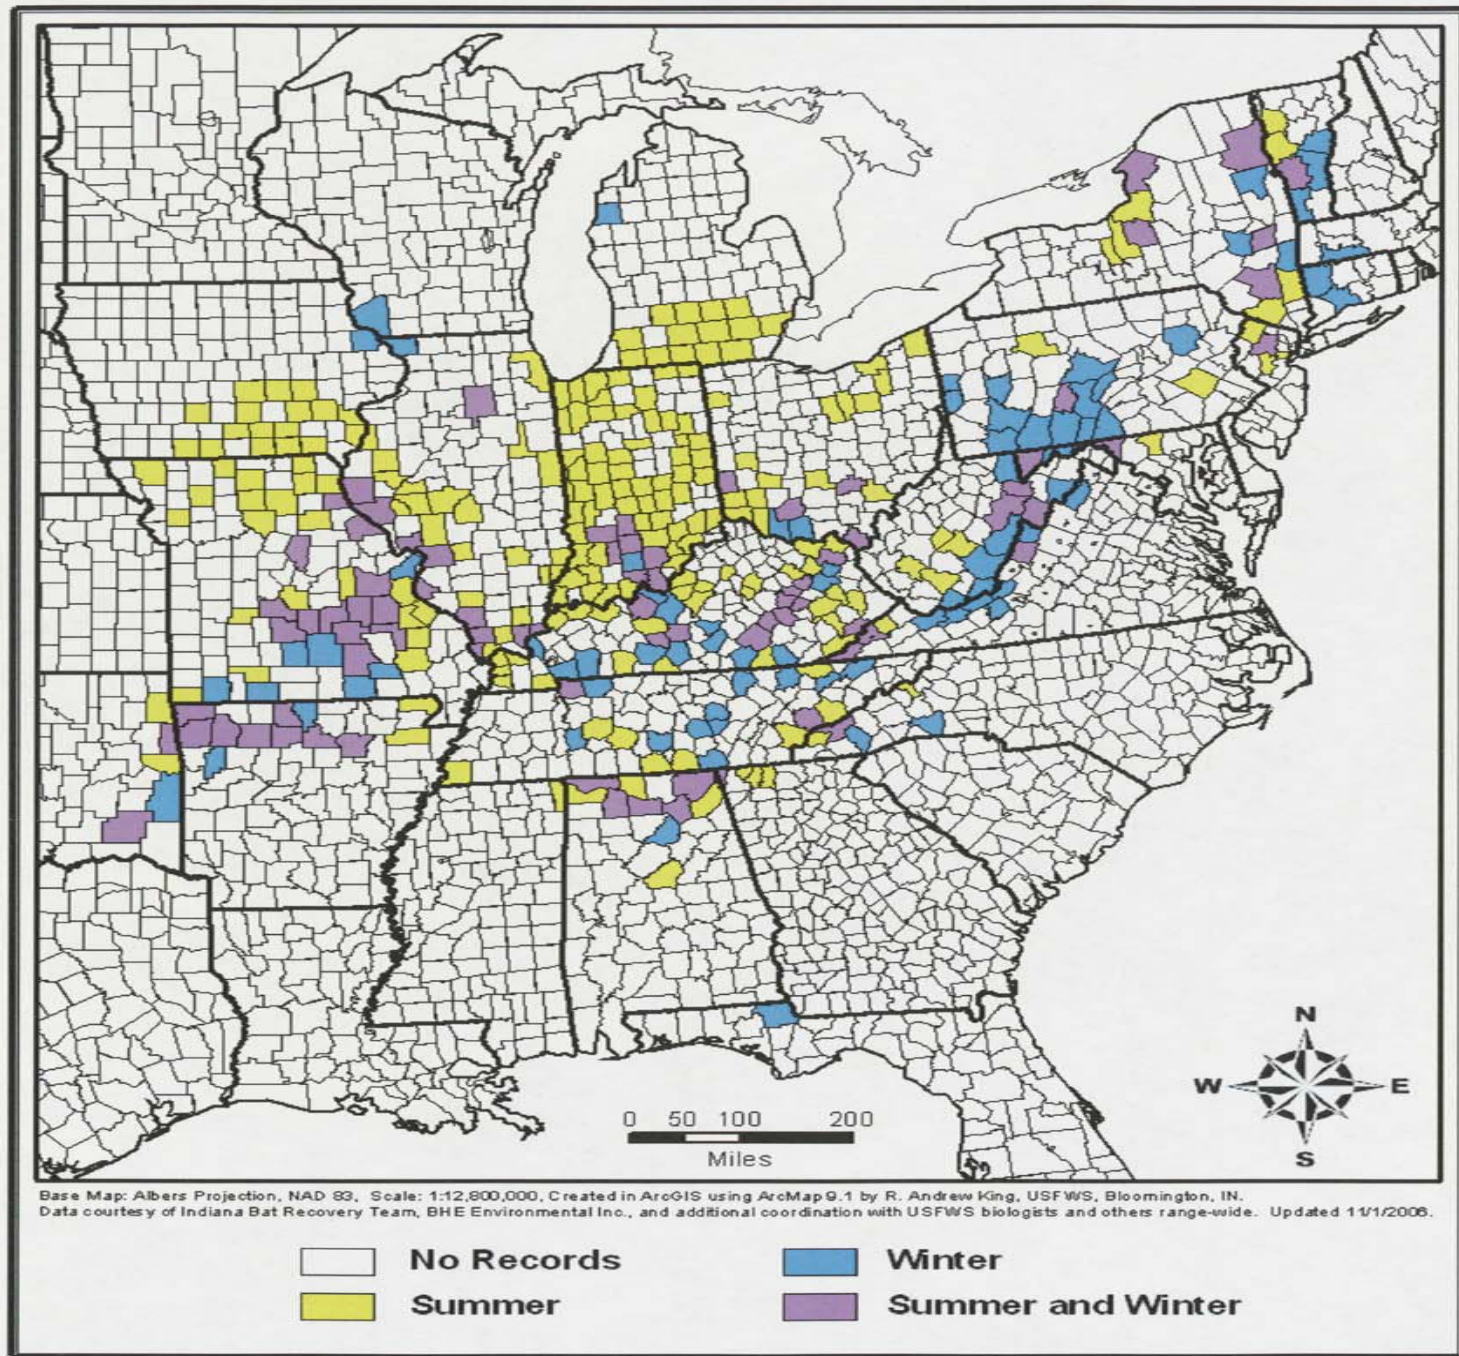 N
W E
S
0 50 100 200
Miles
Base Map: Albers Projection, NAD 83, Scale: 1:12,800,000, Created in ArcGIS using ArcMap 9.1 by R. Andrew King, USFWS, Bloomington, IN.
Data courtesy of Indiana Bat Recovery Team, BHE Environmental Inc., and additional coordination with USFWS biologists and others range-wide. Updated 11/1/2006.
No Records Winter
Summer Summer and Winter